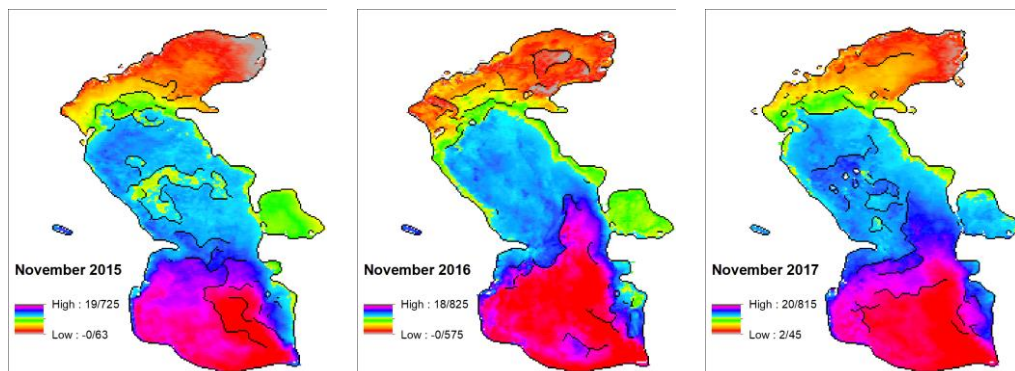 November 2015
High : 19/725
Low : -0/63
November 2016
High : 18/825
Low : -0/575
November 2017
High : 20/815
Low : 2/45